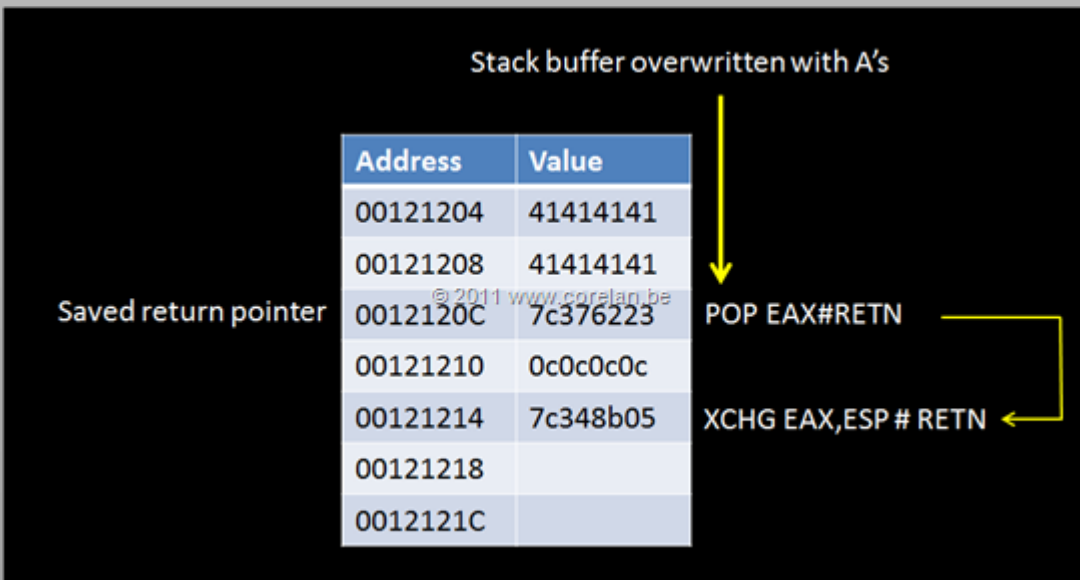 Stack buffer overwritten with A's
Address Value
00121204 41414141
00121208 41414141
© 2011 www.corelan.be
Saved return pointer 0012120C 7c376223 POP EAX#RETN
00121210 0c0c0c0c
00121214 7c348b05 XCHG EAX,ESP # RETN
00121218
0012121C